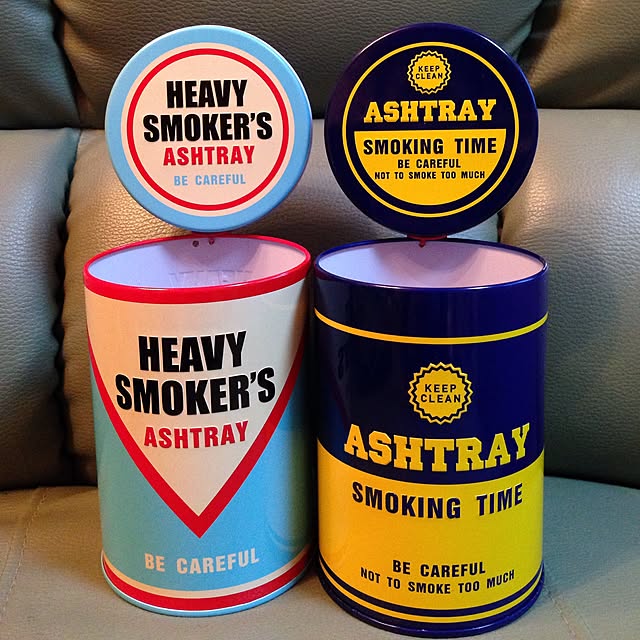 HEAVY
SMOKER'S
ASHTRAY
BE CAREFUL
KEEP
CLEAN
ASHTRAY
SMOKING TIME
BE CAREFUL
NOT TO SMOKE TOO MUCH
HEAVY
SMOKER'S
ASHTRAY
BE CAREFUL
KEEP
CLEAN
ASHTRAY
SMOKING TIME
BE CAREFUL
NOT TO SMOKE TOO MUCH